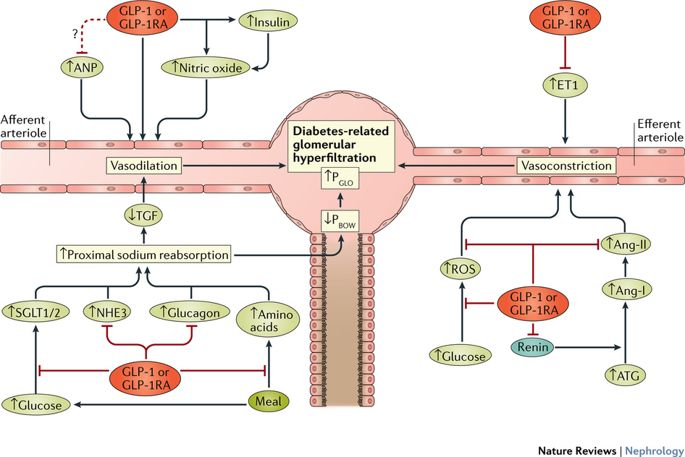 GLP-1 or
GLP-1RA
?
↑ANP
↑Insulin
↑Nitric oxide
GLP-1 or
GLP-1RA
↑ET1
Afferent
arteriole
Efferent
arteriole
Vasodilation
Diabetes-related
glomerular
hyperfiltration
↑PGLO
Vasoconstriction
↓TGF
↓PBOW
↑Proximal sodium reabsorption
↑SGLT1/2
↑NHE3
↑Glucagon
↑Amino
acids
GLP-1 or
GLP-1RA
↑Glucose
Meal
↑ROS
↑Ang-II
↑Ang-I
GLP-1 or
GLP-1RA
↑Glucose
Renin
↑ATG
Nature Reviews | Nephrology